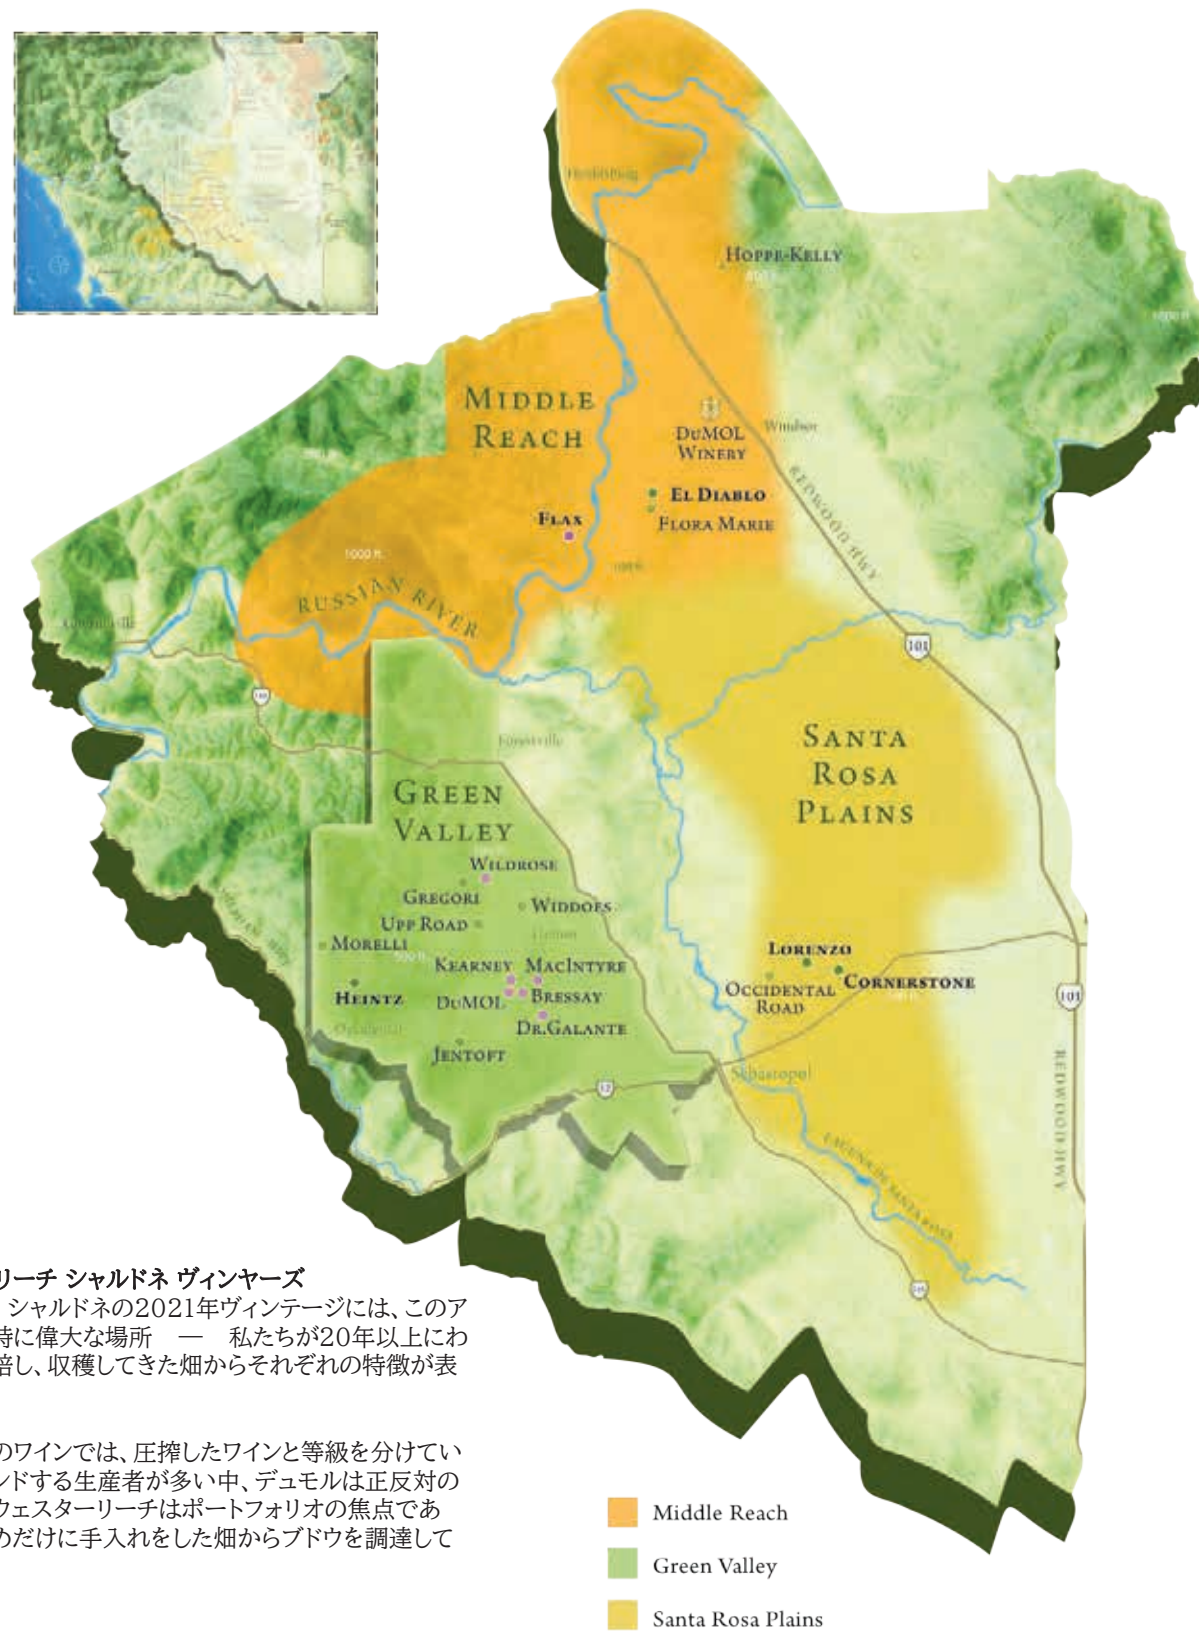 Healdsburg
HOPPE-KELLY
MIDDLE
REACH
DUMOL
WINERY
Windsor
REDWOOD HWY
EL DIABLO
FLORA MARIE
FLAX
1000 ft.
RUSSIAN RIVER
101
Forestville
SANTA
ROSA
PLAINS
GREEN
VALLEY
WILDROSE
GREGORI
WIDDOES
UPP ROAD
MORELLI
KEARNEY
MACINTYRE
HEINTZ
DUMOL
BRESSAY
DR.GALANTE
Occidental
JENTOFT
LORENZO
OCCIDENTAL
ROAD
CORNERSTONE
101
12
Sebastopol
REDWOOD HWY
LAGUNA DE SANTA ROSA
リーチ シャルドネ ヴィンヤーズ
シャルドネの2021年ヴィンテージには、このア
特に偉大な場所 — 私たちが20年以上にわ
培し、収穫してきた畑からそれぞれの特徴が表
のワインでは、圧搾したワインと等級を分けてい
ンドする生産者が多い中、デュモルは正反対の
ウェスターリーチはポートフォリオの焦点であ
めだけに手入れをした畑からブドウを調達して
Middle Reach
Green Valley
Santa Rosa Plains